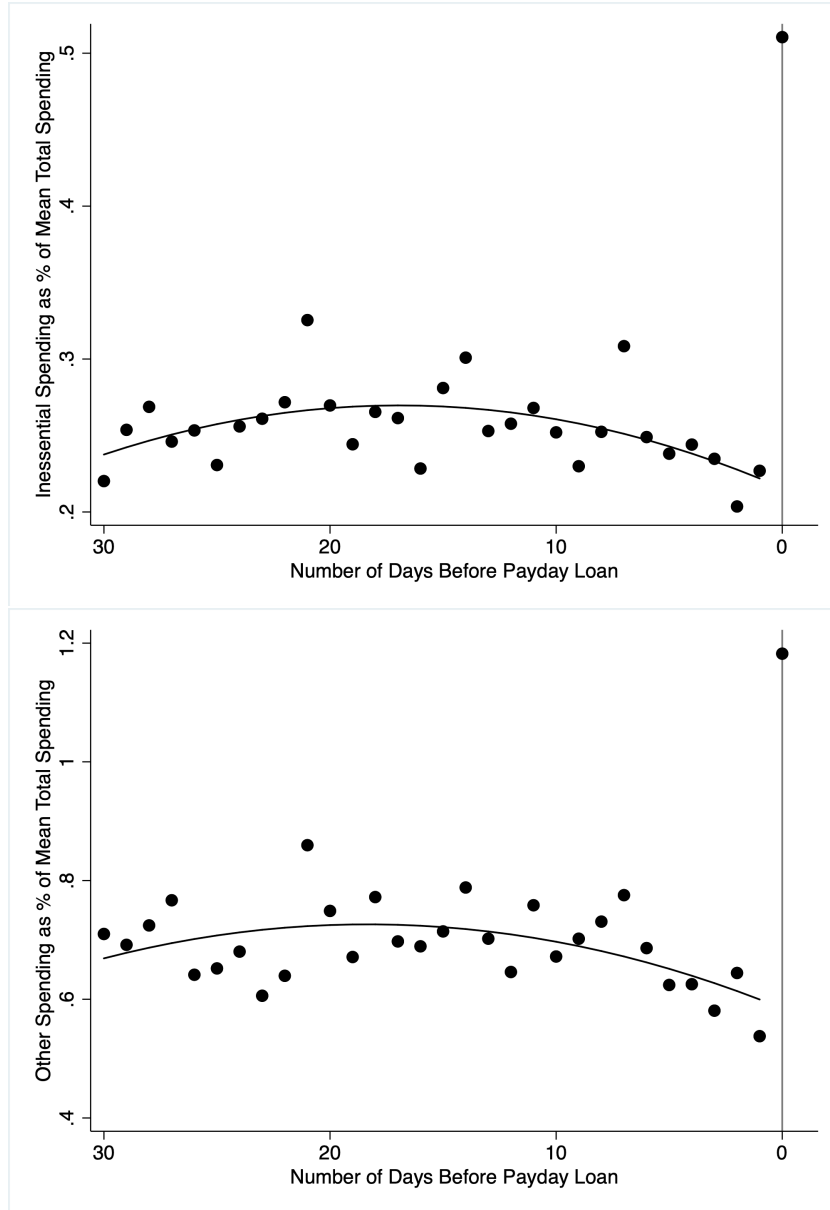 Inessential Spending as % of Mean Total Spending
.5
.4
.3
.2
30 20 10 0
Number of Days Before Payday Loan
Other Spending as % of Mean Total Spending
1.2
1
.8
.6
.4
30 20 10 0
Number of Days Before Payday Loan